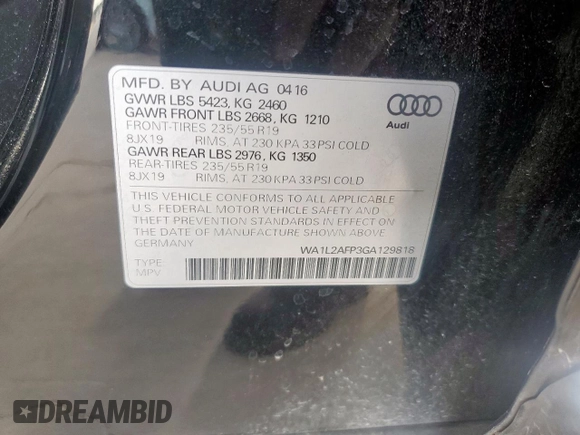 MFD. BY AUDI AG 04 16
GVWR LBS 5423, KG 2460
GAWR FRONT LBS 2668, KG 1210
FRONT-TIRES 235/55 R19
8JX19 RIMS, AT 230 KPA 33 PSI COLD
GAWR REAR LBS 2976, KG 1350
REAR-TIRES 235/55 R19
8JX19 RIMS, AT 230 KPA 33 PSI COLD
Audi
THIS VEHICLE CONFORMS TO ALL APPLICABLE
U.S. FEDERAL MOTOR VEHICLE SAFETY AND
THEFT PREVENTION STANDARDS IN EFFECT ON
THE DATE OF MANUFACTURE SHOWN ABOVE
GERMANY WA1L2AFP3GA129818
TYPE:
MPV
DREAMBID